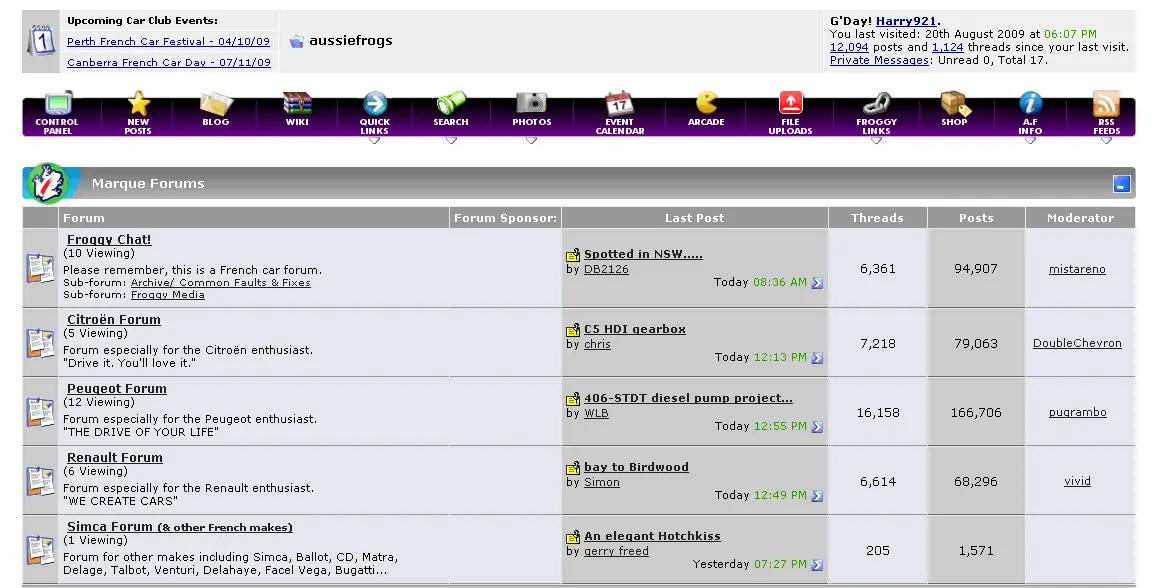 Upcoming Car Club Events:
Perth French Car Festival - 04/10/09
Canberra French Car Day - 07/11/09
aussiefrogs
G'Day! Harry921.
You last visited: 20th August 2009 at 06:07 PM
12,094 posts and 1,124 threads since your last visit.
Private Messages: Unread 0, Total 17.
CONTROL PANEL
NEW POSTS
BLOG
WIKI
QUICK LINKS
SEARCH
PHOTOS
17
EVENT CALENDAR
ARCADE
FILE UPLOADS
FROGGY LINKS
SHOP
A.F INFO
RSS FEEDS
Marque Forums
Forum Forum Sponsor: Last Post Threads Posts Moderator
Froggy Chat!
(10 Viewing)
Please remember, this is a French car forum.
Sub-forum: Archive/ Common Faults & Fixes
Sub-forum: Froggy Media
Spotted in NSW.....
by DB2126
Today 08:36 AM
6,361 94,907 mistareno
Citroën Forum
(5 Viewing)
Forum especially for the Citroën enthusiast.
"Drive it. You'll love it."
C5 HDI gearbox
by chris
Today 12:13 PM
7,218 79,063 DoubleChevron
Peugeot Forum
(12 Viewing)
Forum especially for the Peugeot enthusiast.
"THE DRIVE OF YOUR LIFE"
406-STDT diesel pump project...
by WLB
Today 12:55 PM
16,158 166,706 pugrambo
Renault Forum
(6 Viewing)
Forum especially for the Renault enthusiast.
"WE CREATE CARS"
bay to Birdwood
by Simon
Today 12:49 PM
6,614 68,296 vivid
Simca Forum (& other French makes)
(1 Viewing)
Forum for other makes including Simca, Ballot, CD, Matra,
Delage, Talbot, Venturi, Delahaye, Facel Vega, Bugatti...
An elegant Hotchkiss
by gerry freed
Yesterday 07:27 PM
205 1,571